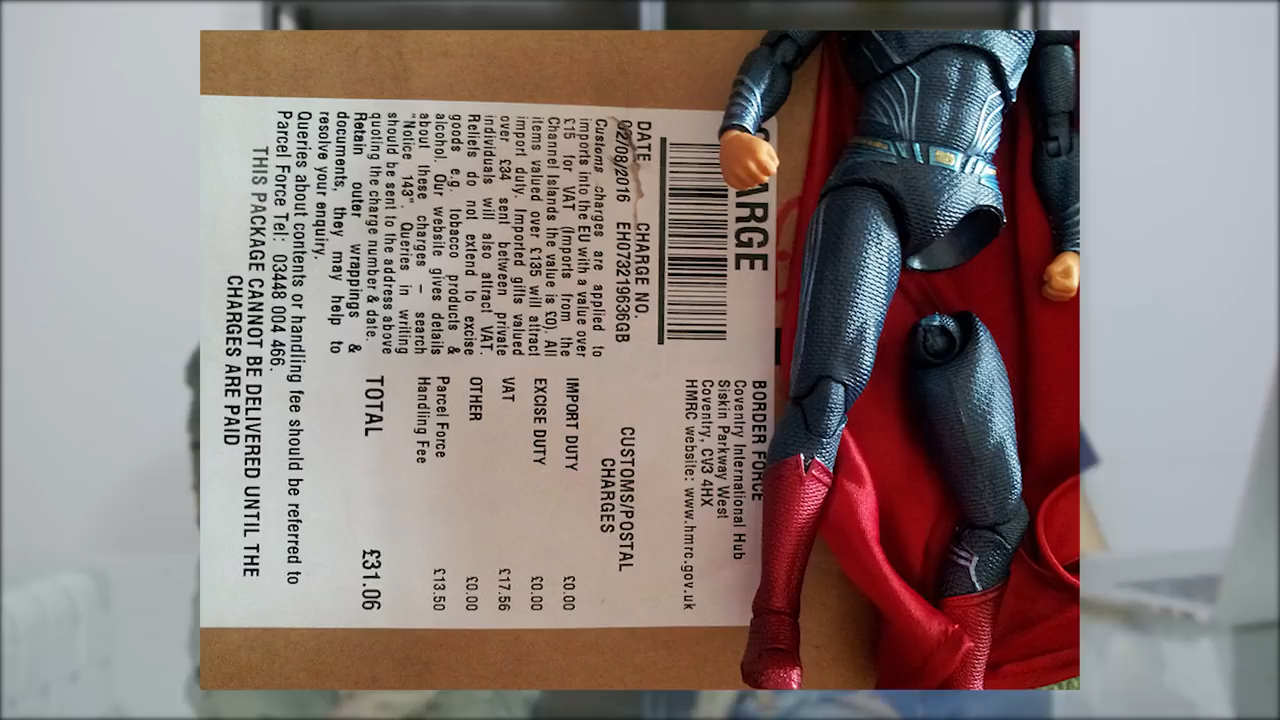 BORDER FORCE
Coventry International Hub
Siskin Parkway West
Coventry, CV3 4HX
HMRC website: www.hmrc.gov.uk
DATE CHARGE NO.
02/08/2016 EH073219636GB
Customs charges are applied to
imports into the EU with a value over
£15 for VAT (Imports from the
Channel Islands the value is £0). All
items valued over £135 will attract
import duty. Imported gifts valued
over £34 sent between private
individuals will also attract VAT.
Reliefs do not extend to excise
goods e.g. tobacco products &
alcohol. Our website gives details
about these charges – search
"Notice 143". Queries in writing
should be sent to the address above
quoting the charge number & date.
Retain outer wrappings &
documents, they may help to
resolve your enquiry.
CUSTOMS/POSTAL
CHARGES
IMPORT DUTY £0.00
EXCISE DUTY £0.00
VAT £17.56
OTHER £0.00
Parcel Force
Handling Fee £13.50
TOTAL £31.06
Queries about contents or handling fee should be referred to
Parcel Force Tel: 03448 004 466.
THIS PACKAGE CANNOT BE DELIVERED UNTIL THE
CHARGES ARE PAID